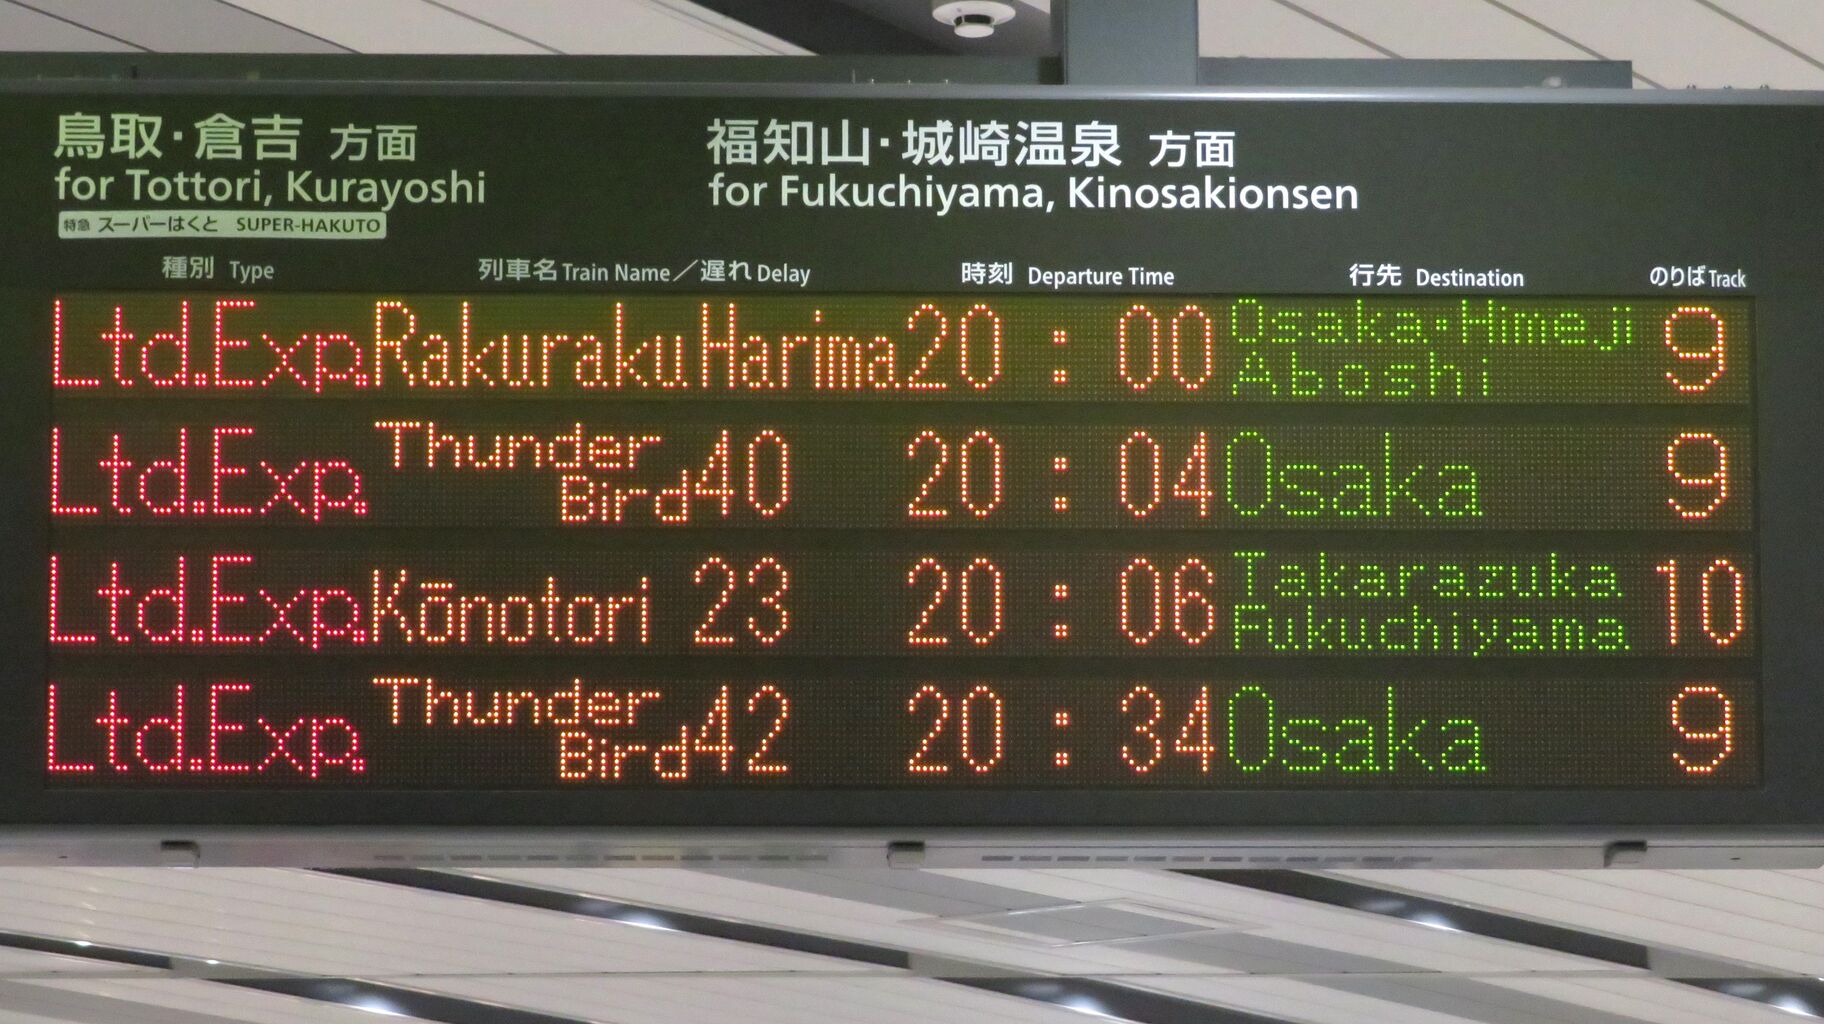 鳥取・倉吉 方面
for Tottori, Kurayoshi
特急 スーパーはくと SUPER-HAKUTO
福知山・城崎温泉 方面
for Fukuchiyama, Kinosakionsen
種別 Type 列車名 Train Name／遅れ Delay 時刻 Departure Time 行先 Destination のりば Track
Ltd.Exp. Rakuraku Harima 20:00 Osaka・Himeji Aboshi 9
Ltd.Exp. Thunder Bird 40 20:04 Osaka 9
Ltd.Exp. Kōnotori 23 20:06 Takarazuka Fukuchiyama 10
Ltd.Exp. Thunder Bird 42 20:34 Osaka 9